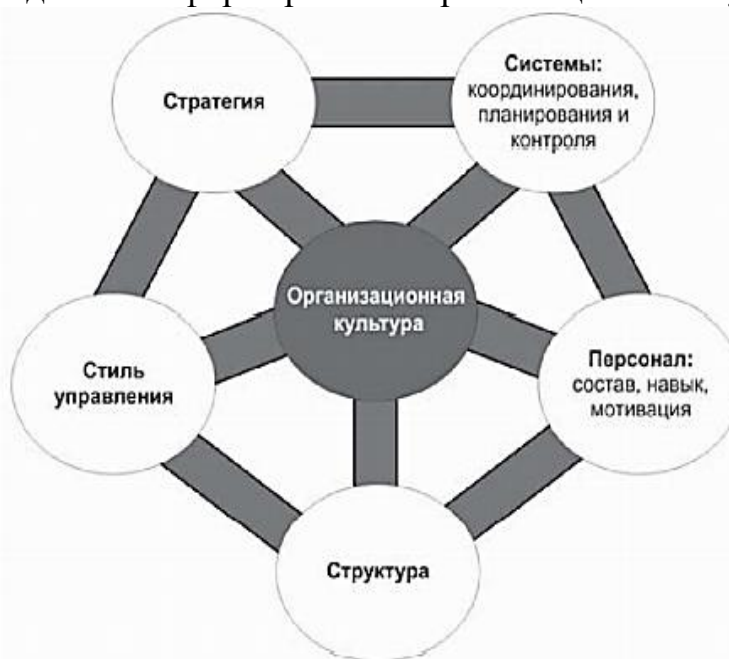 Стратегия
Системы:
координирования,
планирования и
контроля
Организационная
культура
Стиль
управления
Персонал:
состав, навык,
мотивация
Структура